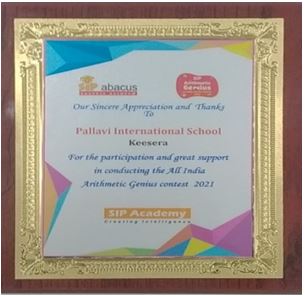 SIP abacus
SIP
Arithmetic
Genius
Our Sincere Appreciation and Thanks
To
Pallavi International School
Keesera
For the participation and great support
in conducting the All India
Arithmetic Genius contest 2021
SIP Academy
Creating Intelligence